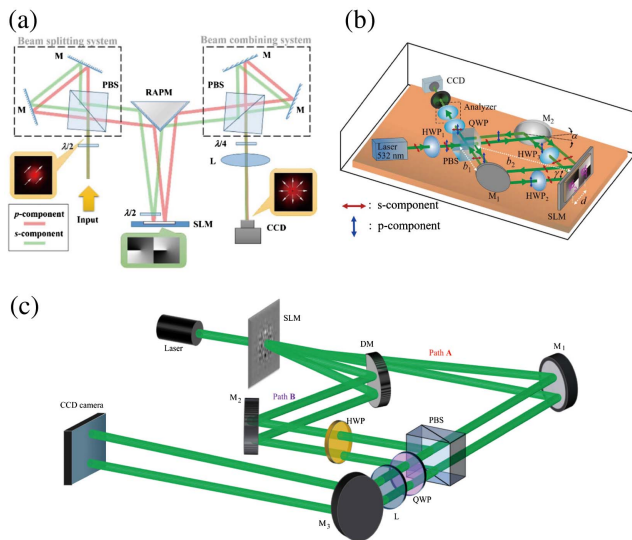 (a)
Beam splitting system
Beam combining system
M
M
PBS
RAPM
PBS
M
M
λ/2
λ/4
L
λ/2
p-component
s-component
Input
SLM
CCD
(b)
CCD
Analyzer
QWP
HWP1
M2
α
Laser
532 nm
PBS
b1
b2
HWP3
γ
M1
HWP2
SLM
d
: s-component
: p-component
(c)
SLM
Laser
DM
M1
Path A
Path B
M2
CCD camera
HWP
PBS
QWP
L
M3